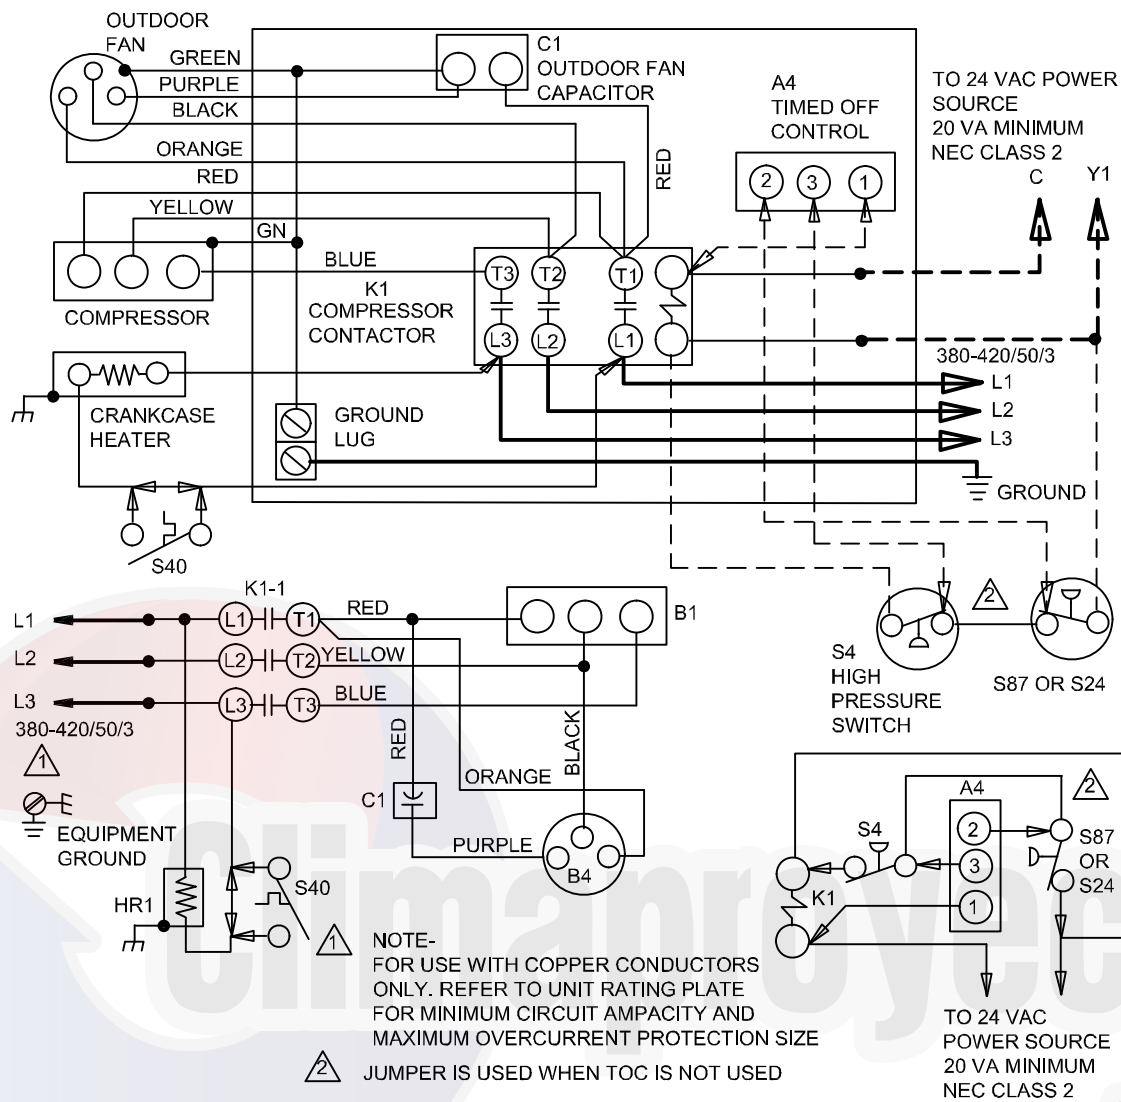 OUTDOOR
FAN
GREEN
PURPLE
BLACK
ORANGE
RED
YELLOW
GN
BLUE
COMPRESSOR
C1
OUTDOOR FAN
CAPACITOR
RED
A4
TIMED OFF
CONTROL
2 3 1
TO 24 VAC POWER
SOURCE
20 VA MINIMUM
NEC CLASS 2
C Y1
T3 T2 T1
K1
COMPRESSOR
CONTACTOR
L3 L2 L1
380-420/50/3
L1
L2
L3
GROUND
CRANKCASE
HEATER
GROUND
LUG
S40
S4
HIGH
PRESSURE
SWITCH
2
S87 OR S24
K1-1
L1 L1 T1 RED
L2 L2 T2 YELLOW
L3 L3 T3 BLUE
380-420/50/3
1
EQUIPMENT
GROUND
B1
RED
BLACK
ORANGE
C1
PURPLE
B4
HR1
S40
1
NOTE-
FOR USE WITH COPPER CONDUCTORS
ONLY. REFER TO UNIT RATING PLATE
FOR MINIMUM CIRCUIT AMPACITY AND
MAXIMUM OVERCURRENT PROTECTION SIZE
2
JUMPER IS USED WHEN TOC IS NOT USED
A4
2
S4
2
3
1
S87
OR
S24
K1
TO 24 VAC
POWER SOURCE
20 VA MINIMUM
NEC CLASS 2
Climaproyec